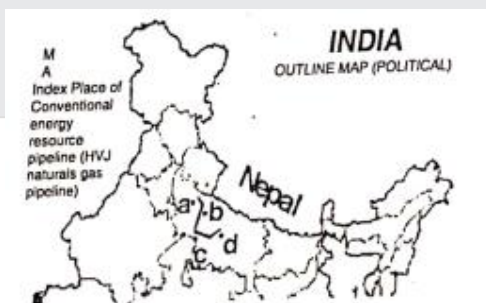 INDIA
OUTLINE MAP (POLITICAL)
M
A
Index Place of
Conventional
energy
resource
pipeline (HVJ
naturals gas
pipeline)
Nepal
a
b
d
c